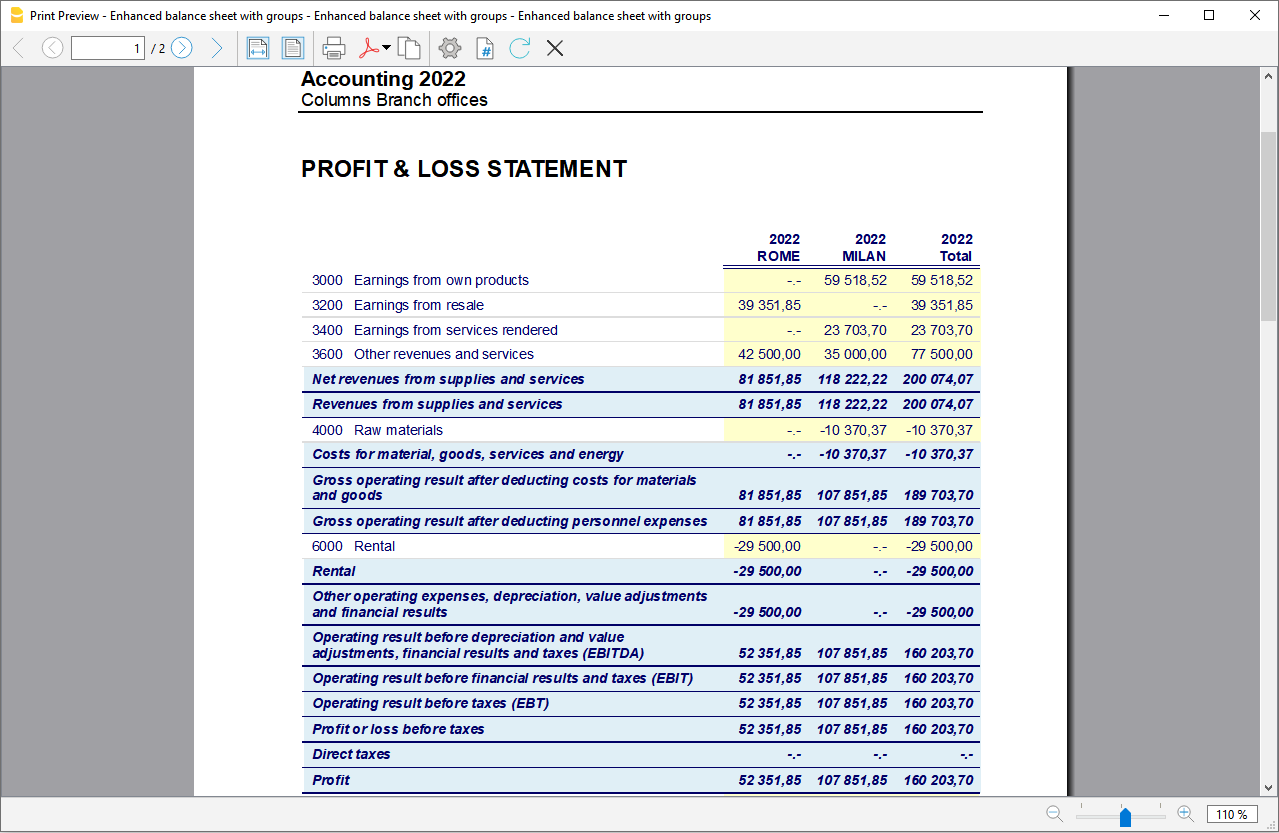 Print Preview - Enhanced balance sheet with groups - Enhanced balance sheet with groups - Enhanced balance sheet with groups
1 / 2
Accounting 2022
Columns Branch offices
PROFIT & LOSS STATEMENT
2022 2022 2022
ROME MILAN Total
3000 Earnings from own products -.- 59 518,52 59 518,52
3200 Earnings from resale 39 351,85 -.- 39 351,85
3400 Earnings from services rendered -.- 23 703,70 23 703,70
3600 Other revenues and services 42 500,00 35 000,00 77 500,00
Net revenues from supplies and services 81 851,85 118 222,22 200 074,07
Revenues from supplies and services 81 851,85 118 222,22 200 074,07
4000 Raw materials -.- -10 370,37 -10 370,37
Costs for material, goods, services and energy -.- -10 370,37 -10 370,37
Gross operating result after deducting costs for materials
and goods 81 851,85 107 851,85 189 703,70
Gross operating result after deducting personnel expenses 81 851,85 107 851,85 189 703,70
6000 Rental -29 500,00 -.- -29 500,00
Rental -29 500,00 -.- -29 500,00
Other operating expenses, depreciation, value adjustments
and financial results -29 500,00 -.- -29 500,00
Operating result before depreciation and value
adjustments, financial results and taxes (EBITDA) 52 351,85 107 851,85 160 203,70
Operating result before financial results and taxes (EBIT) 52 351,85 107 851,85 160 203,70
Operating result before taxes (EBT) 52 351,85 107 851,85 160 203,70
Profit or loss before taxes 52 351,85 107 851,85 160 203,70
Direct taxes -.- -.- -.-
Profit 52 351,85 107 851,85 160 203,70
110 %